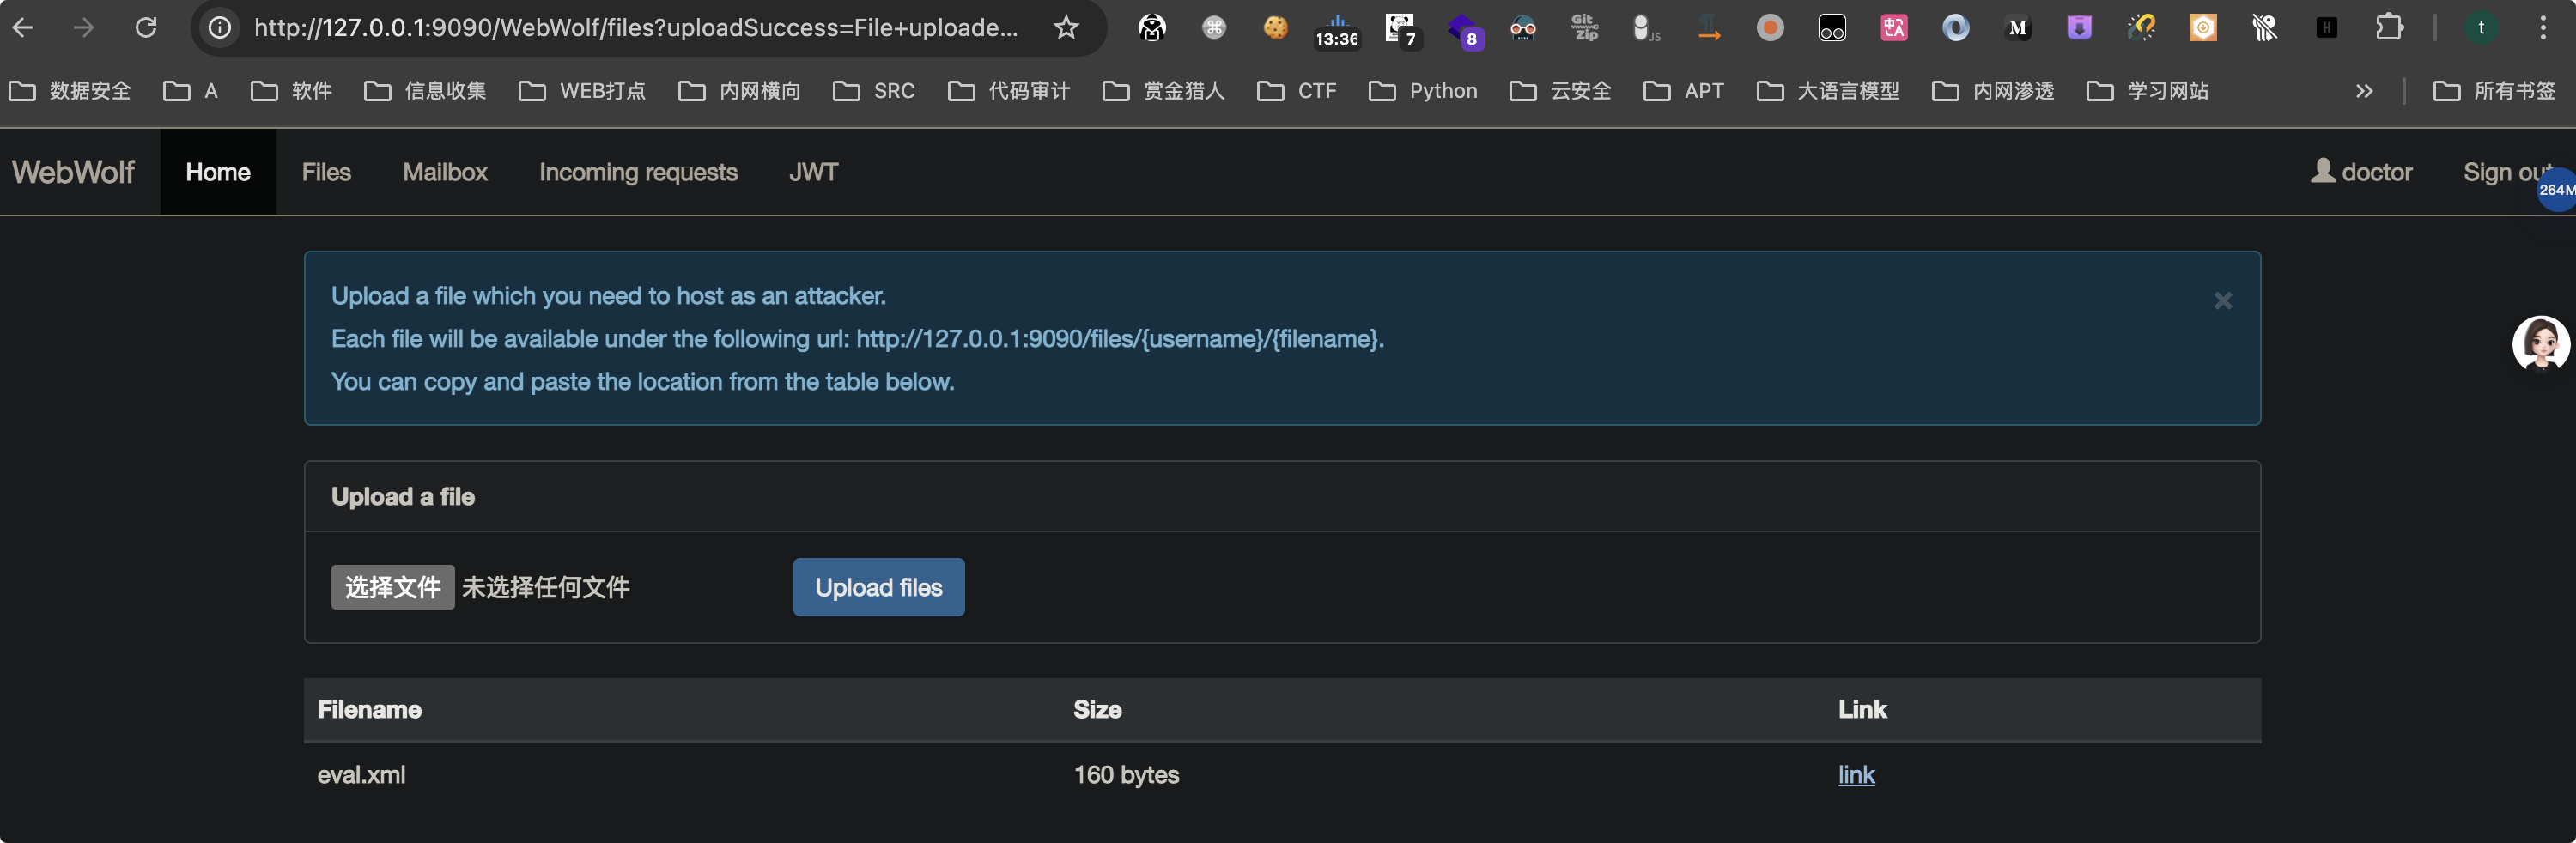 http://127.0.0.1:9090/WebWolf/files?uploadSuccess=File+uploade...
13:36 7 8 Git zip JS M H t
数据安全 A 软件 信息收集 WEB打点 内网横向 SRC 代码审计 赏金猎人 CTF Python 云安全 APT 大语言模型 内网渗透 学习网站 » 所有书签
WebWolf Home Files Mailbox Incoming requests JWT doctor Sign out
264M
Upload a file which you need to host as an attacker.
Each file will be available under the following url: http://127.0.0.1:9090/files/{username}/{filename}.
You can copy and paste the location from the table below.
Upload a file
选择文件 未选择任何文件 Upload files
Filename Size Link
eval.xml 160 bytes link